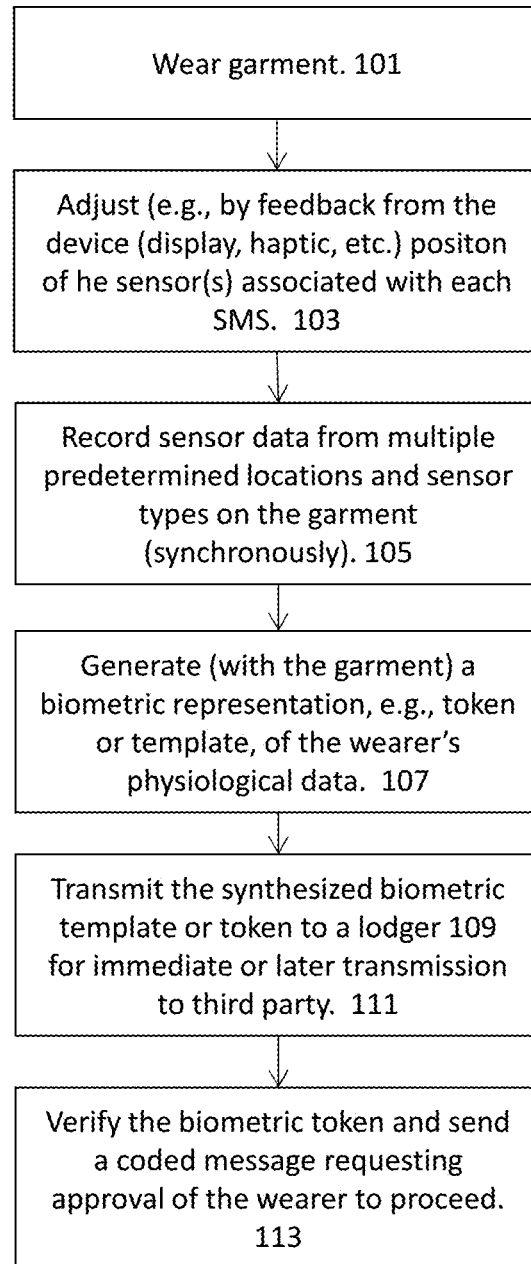 Wear garment. 101
Adjust (e.g., by feedback from the
device (display, haptic, etc.) positon
of he sensor(s) associated with each
SMS. 103
Record sensor data from multiple
predetermined locations and sensor
types on the garment
(synchronously). 105
Generate (with the garment) a
biometric representation, e.g., token
or template, of the wearer's
physiological data. 107
Transmit the synthesized biometric
template or token to a lodger 109
for immediate or later transmission
to third party. 111
Verify the biometric token and send
a coded message requesting
approval of the wearer to proceed.
113